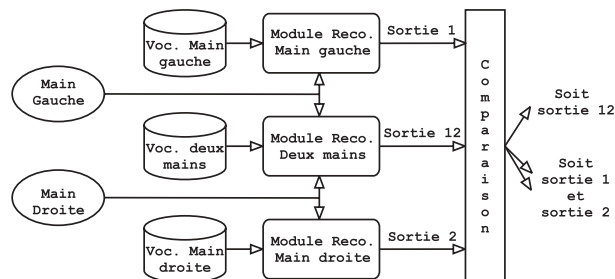 Voc. Main
gauche
Module Reco.
Main gauche
Sortie 1
Main
Gauche
Voc. deux
mains
Module Reco.
Deux mains
Sortie 12
Main
Droite
Voc. Main
droite
Module Reco.
Main droite
Sortie 2
Comparaison
Soit
sortie 12
Soit
sortie 1
et
sortie 2